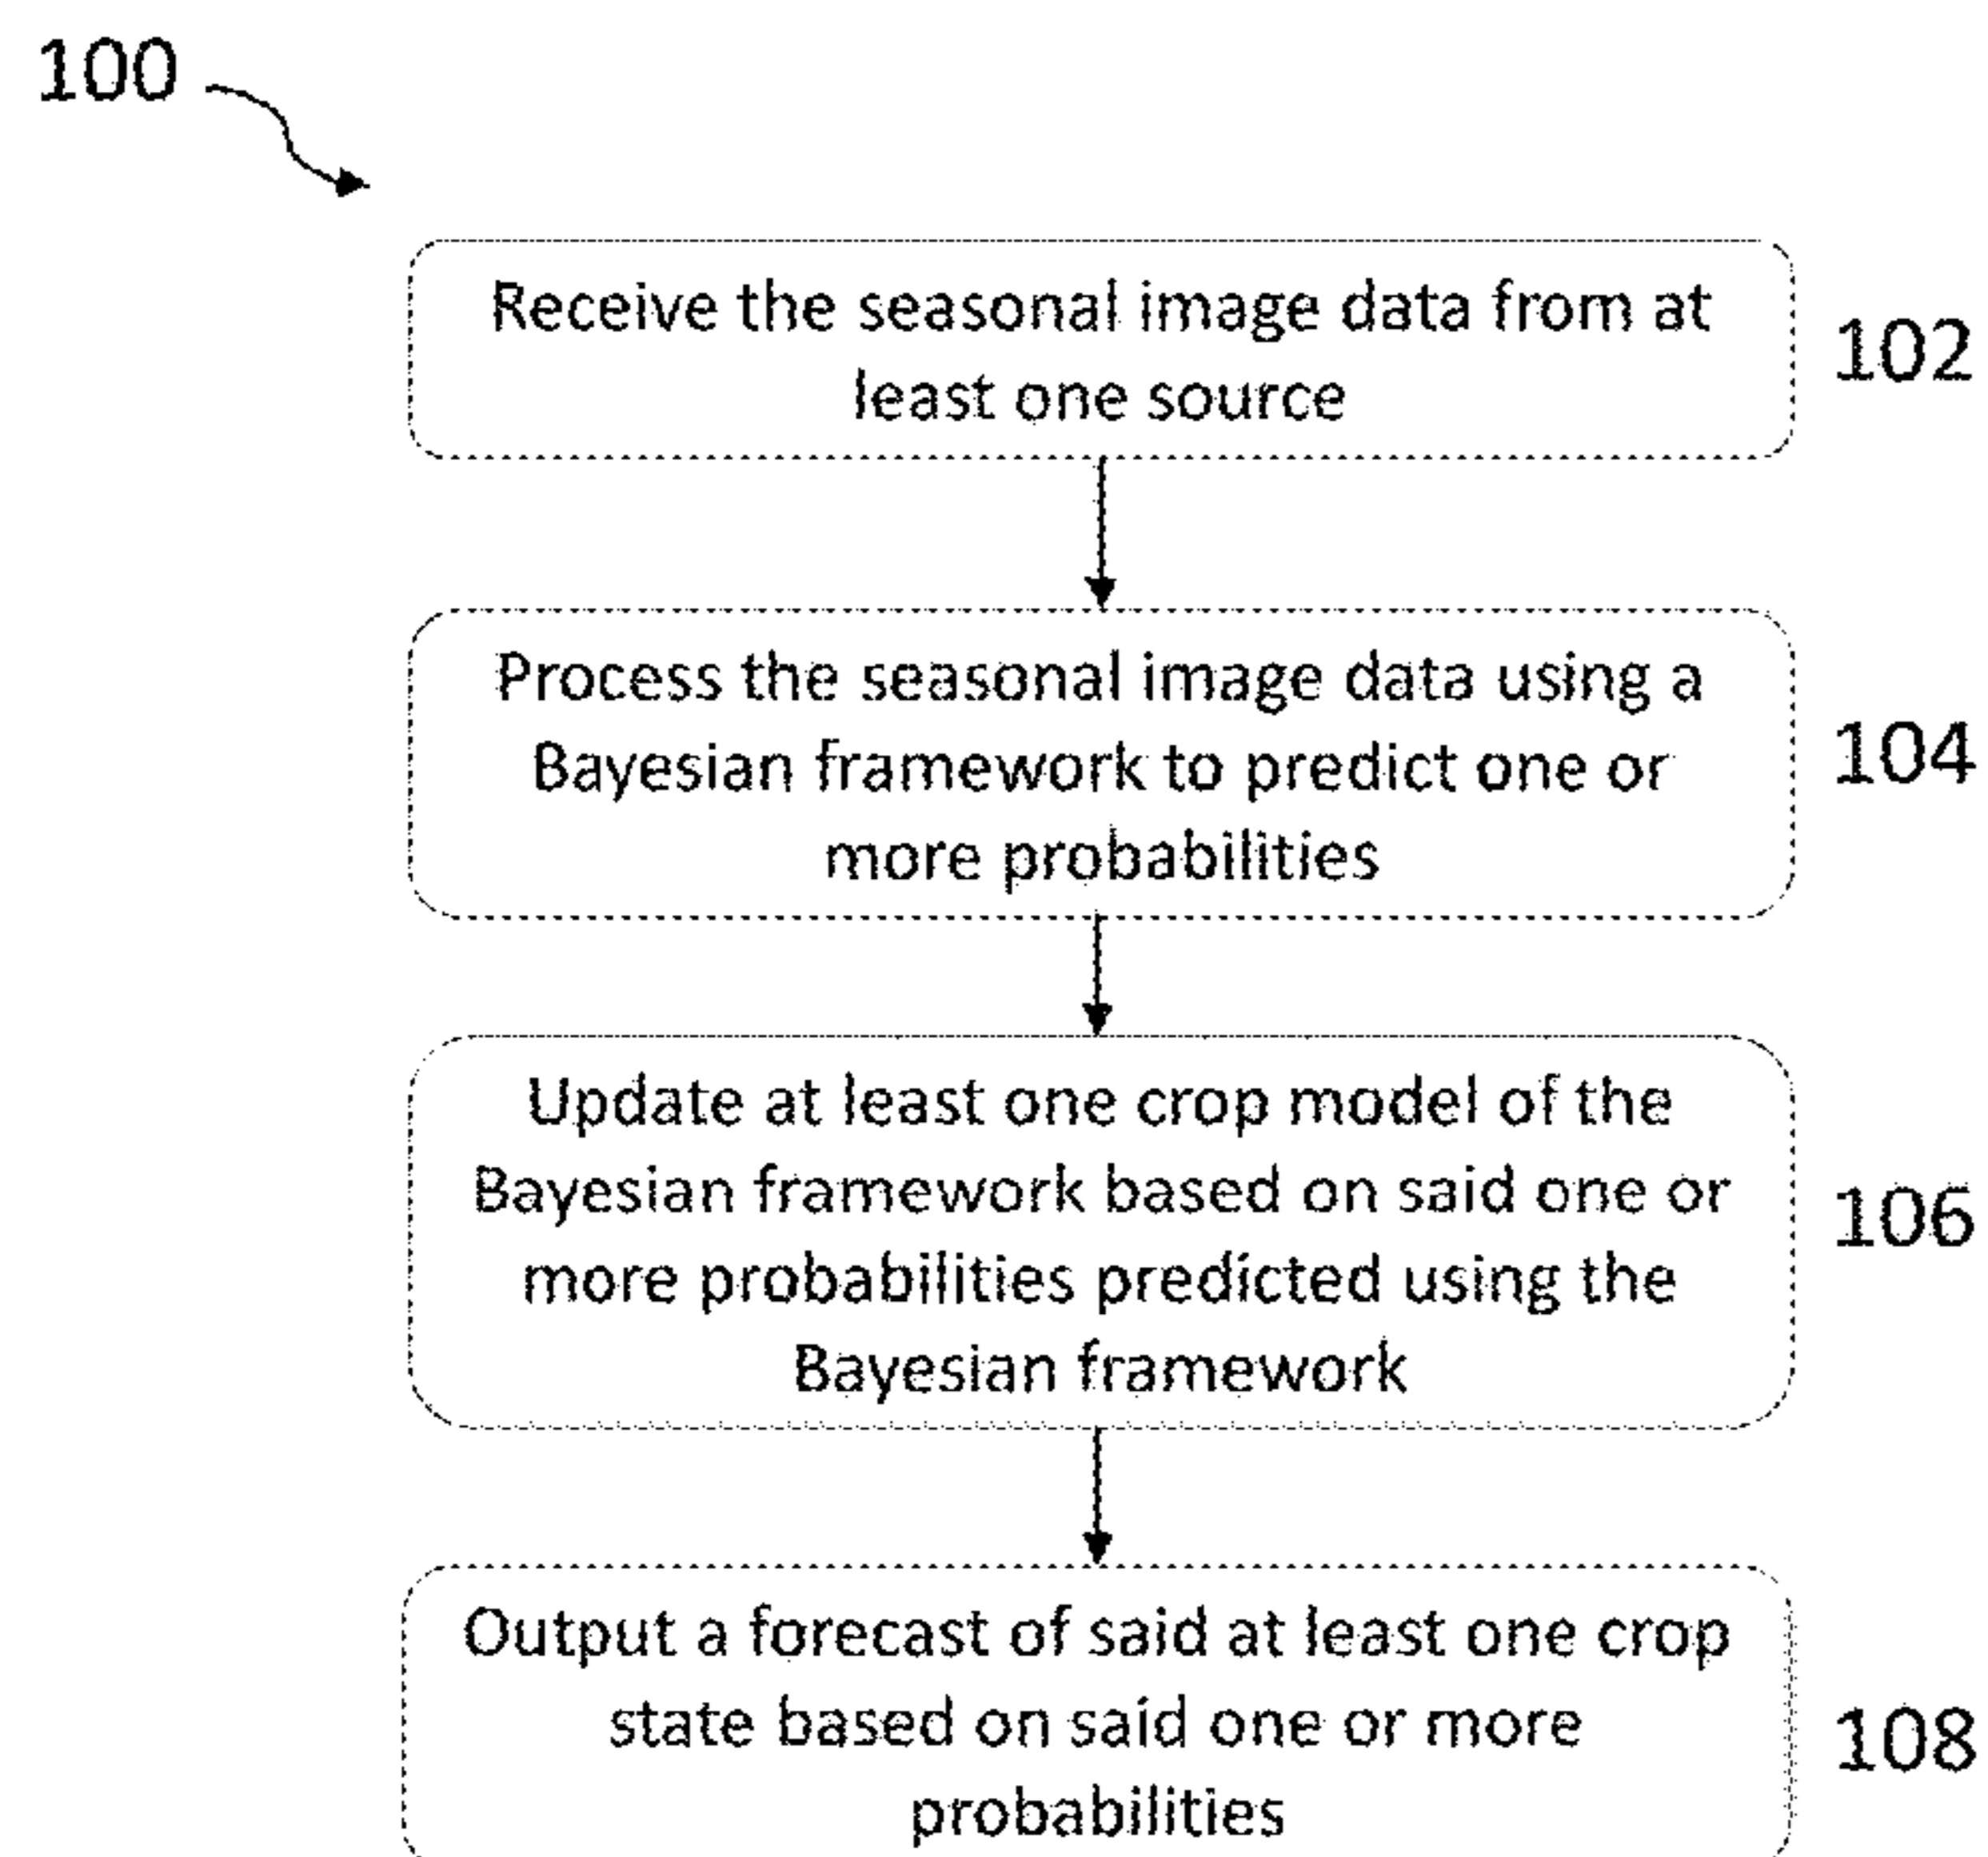 100
Receive the seasonal image data from at
least one source
102
Process the seasonal image data using a
Bayesian framework to predict one or
more probabilities
104
Update at least one crop model of the
Bayesian framework based on said one or
more probabilities predicted using the
Bayesian framework
106
Output a forecast of said at least one crop
state based on said one or more
probabilities
108